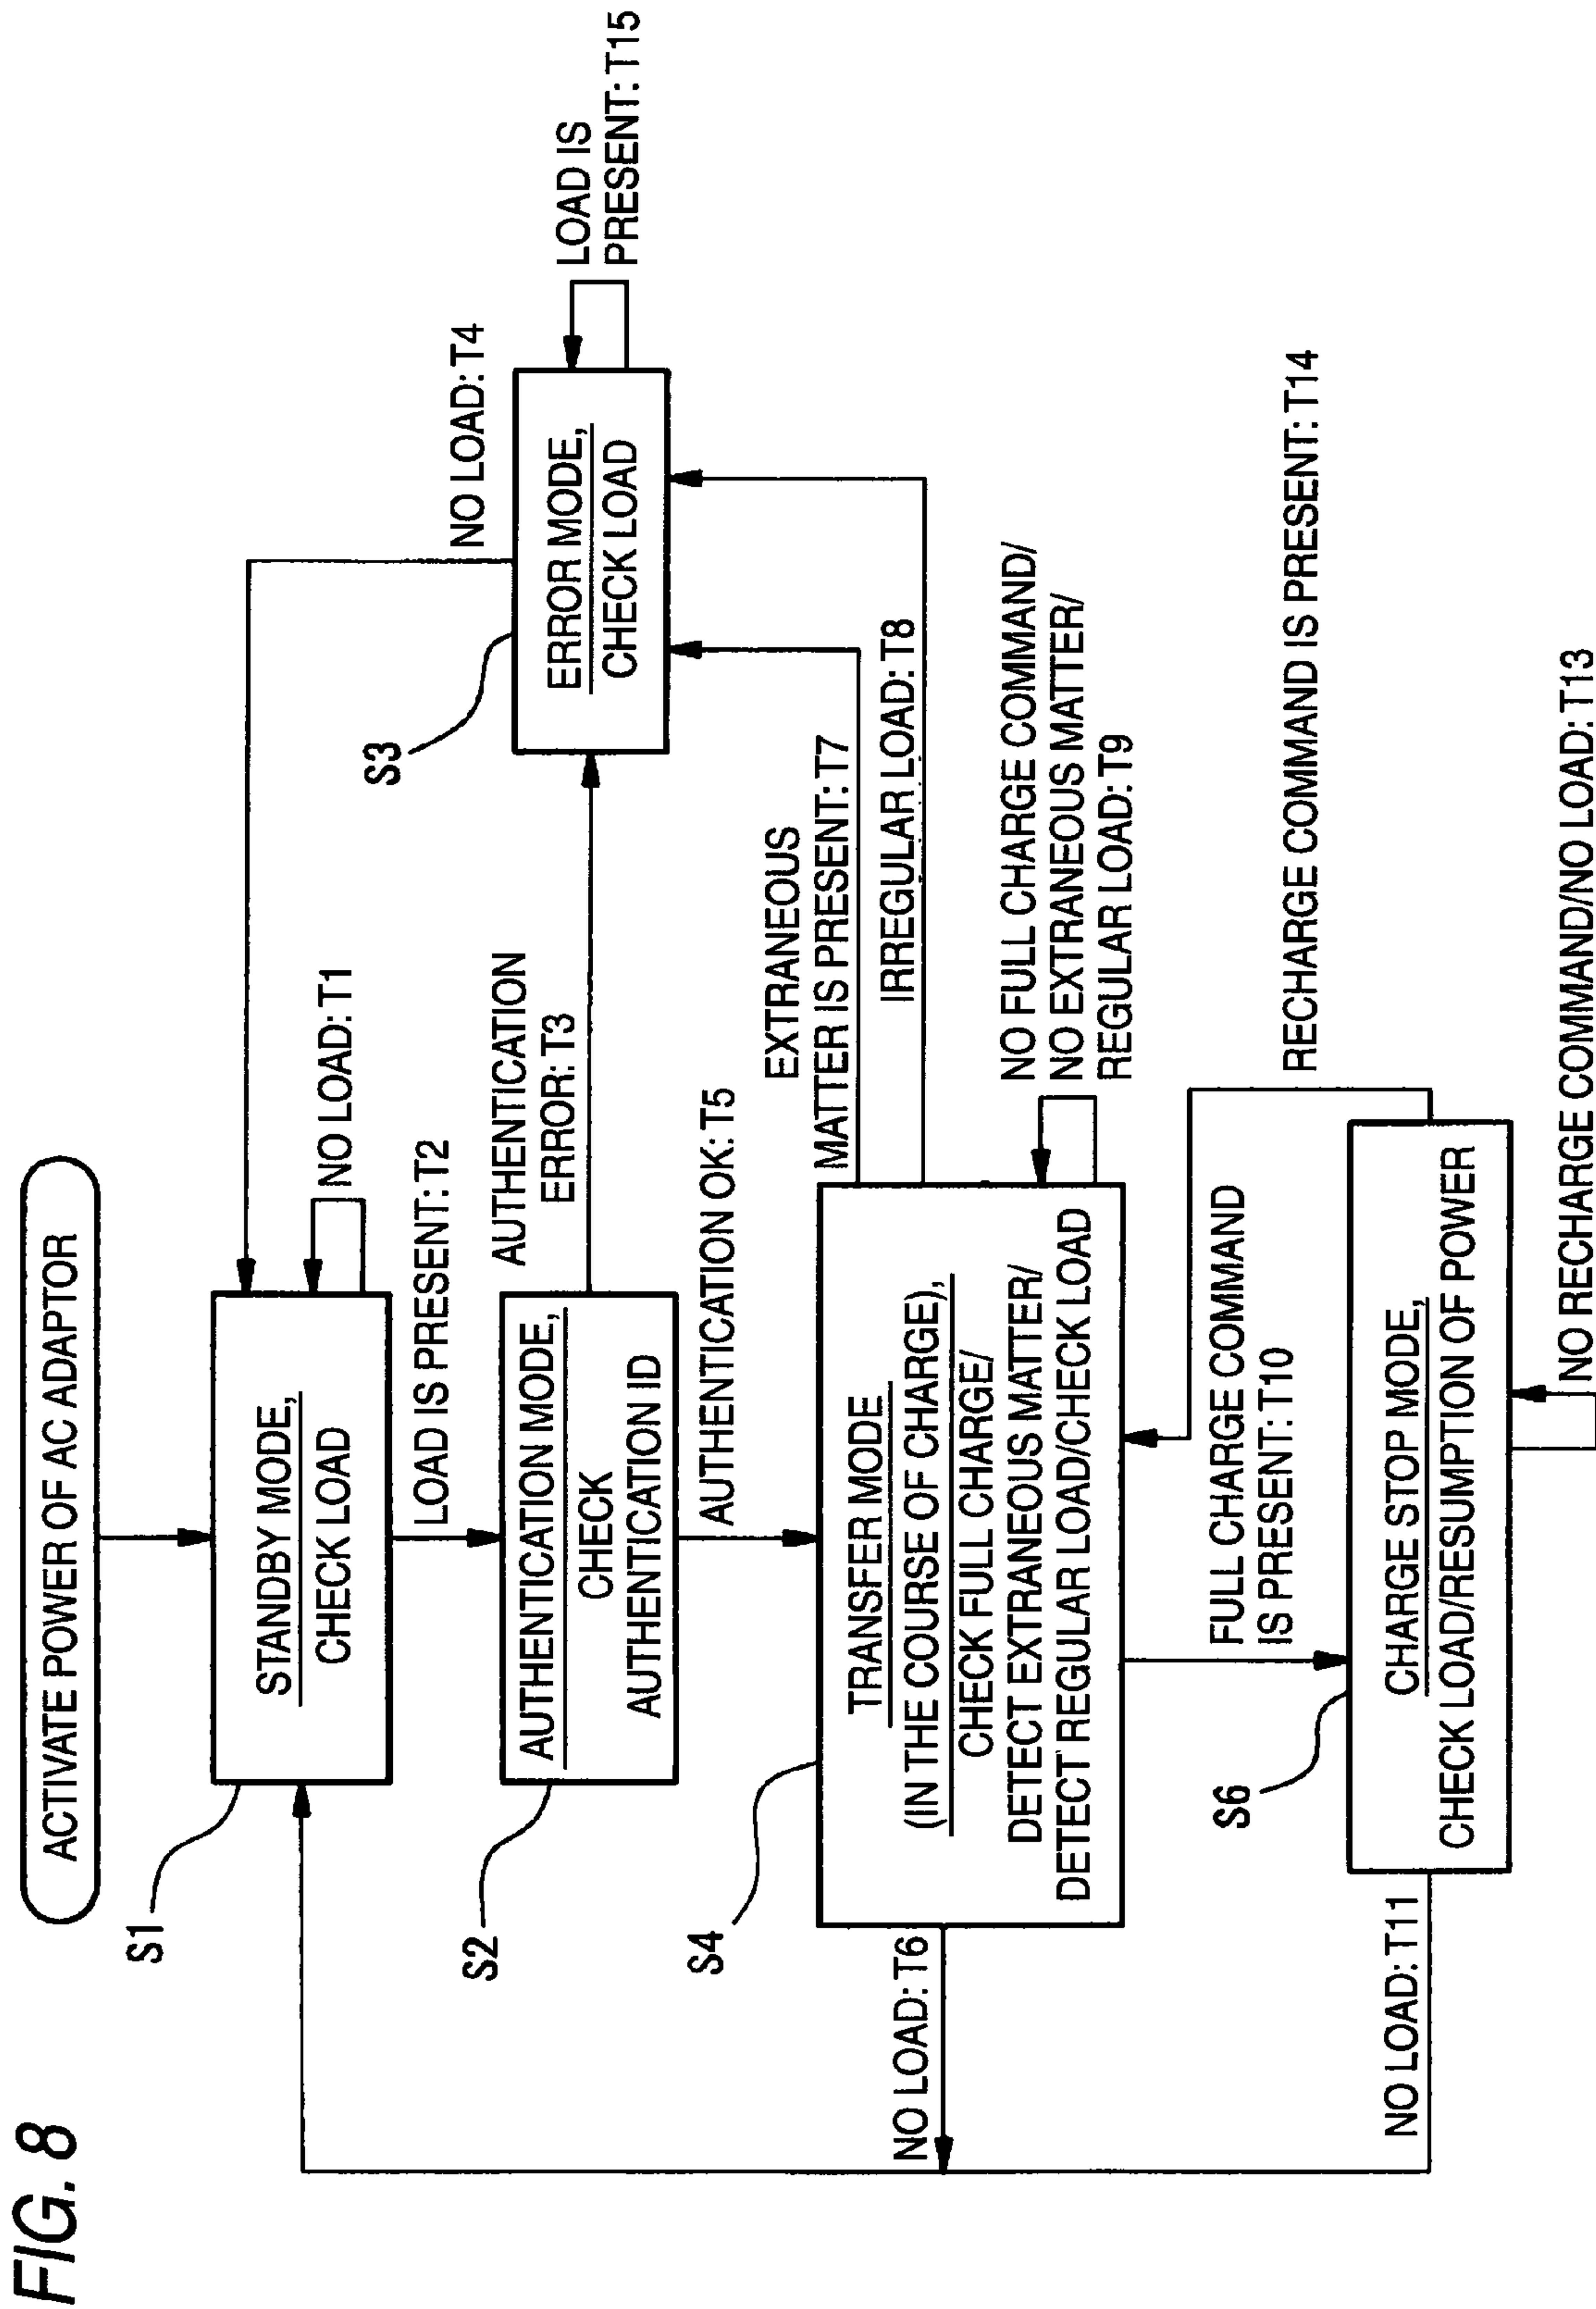 FIG. 8
ACTIVATE POWER OF AC ADAPTOR
S1
STANDBY MODE,
CHECK LOAD
NO LOAD: T1
LOAD IS PRESENT: T2
S2
AUTHENTICATION MODE,
CHECK
AUTHENTICATION ID
AUTHENTICATION
ERROR: T3
S3
ERROR MODE,
CHECK LOAD
NO LOAD: T4
LOAD IS
PRESENT: T15
AUTHENTICATION OK: T5
S4
TRANSFER MODE
(IN THE COURSE OF CHARGE),
CHECK FULL CHARGE/
DETECT EXTRANEOUS MATTER/
DETECT REGULAR LOAD/CHECK LOAD
NO LOAD: T6
EXTRANEOUS
MATTER IS PRESENT: T7
IRREGULAR LOAD: T8
NO FULL CHARGE COMMAND/
NO EXTRANEOUS MATTER/
REGULAR LOAD: T9
FULL CHARGE COMMAND
IS PRESENT: T10
RECHARGE COMMAND IS PRESENT: T14
S6
CHARGE STOP MODE,
CHECK LOAD/RESUMPTION OF POWER
NO LOAD: T11
NO RECHARGE COMMAND/NO LOAD: T13